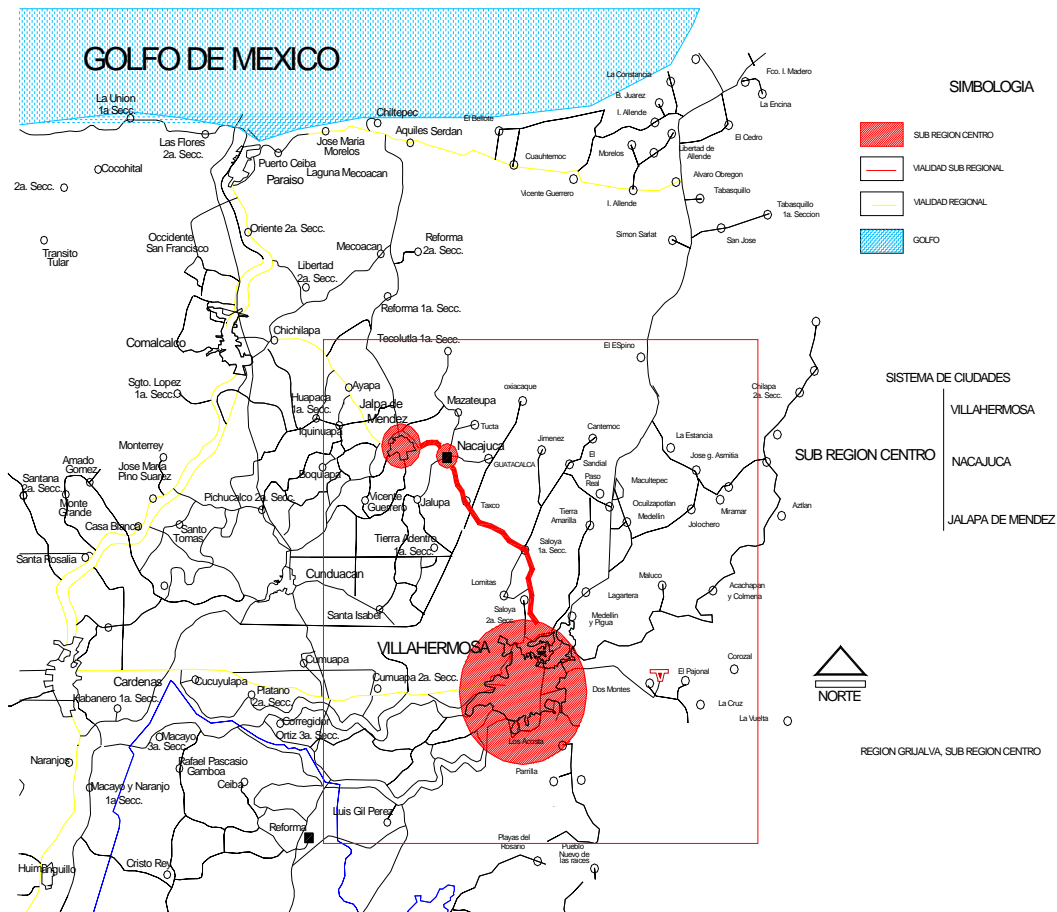 GOLFO DE MEXICO
La Union
1a Secc.
Las Flores
2a. Secc.
Cocohital
2a. Secc.
Puerto Ceiba
Paraiso
Laguna Mecoacan
Jose Maria
Morelos
Chiltepec
Aquiles Serdan
El Bellote
Cuauhtemoc
Vicente Guerrero
La Constancia
B. Juarez
I. Allende
Morelos
I. Allende
Libertad de
Allende
Alvaro Obregon
Tabasquillo
Fco. I. Madero
La Encina
El Cedro
Tabasquillo
1a. Seccion
San Jose
Simon Sarlat
Transito
Tular
Occidente
San Francisco
Oriente 2a. Secc.
Libertad
2a. Secc.
Mecoacan
Reforma
2a. Secc.
Reforma 1a. Secc.
Chichilapa
Comalcalco
Tecolutla 1a. Secc.
El ESpino
Chilapa
2a. Secc.
Sgto. Lopez
1a. Secc.
Huapaca
1a. Secc.
Ayapa
Jalpa de
Mendez
Iquinuapa
Mazateupa
Tucta
oxiacaque
Nacajuca
GUATACALCA
Jimenez
Cantemoc
El
Sandial
Paso
Real
La Estancia
Jose g. Asmitia
Macultepec
Ocuilzapotlan
Medellin
Miramar
Jolochero
Aztlan
Monterrey
Amado
Gomez
Jose Maria
Pino Suarez
Santana
2a. Secc.
Monte
Grande
Casa Blanca
Santo
Tomas
Pichucalco 2a. Secc.
Boquiapa
Vicente
Guerrero
Jalupa
Taxco
Tierra
Amarilla
Saloya
1a. Secc.
Tierra Adentro
1a. Secc.
Santa Rosalia
Cunduacan
Santa Isabel
Lomitas
Saloya
2a. Secc.
Lagartera
Maluco
Medellin
y Pigua
Acachapan
y Colmena
VILLAHERMOSA
Cumuapa
Cumuapa 2a. Secc.
Cardenas
Habanero 1a. Secc.
Cucuyulapa
Platano
2a. Secc.
Corregidor
Ortiz 3a. Secc.
Dos Montes
El Pajonal
Corozal
La Cruz
La Vuelta
Los Acosta
Parrilla
Macayo
3a. Secc
Naranjos
Rafael Pascasio
Gamboa
Ceiba
Macayo y Naranjo
1a Secc.
Luis Gil Perez
Reforma
Cristo Rey
Playas del
Rosario
Pueblo
Nuevo de
las raices
SIMBOLOGIA
SUB REGION CENTRO
VIALIDAD SUB REGIONAL
VIALIDAD REGIONAL
GOLFO
SISTEMA DE CIUDADES
SUB REGION CENTRO
VILLAHERMOSA
NACAJUCA
JALAPA DE MENDEZ
NORTE
REGION GRIJALVA, SUB REGION CENTRO